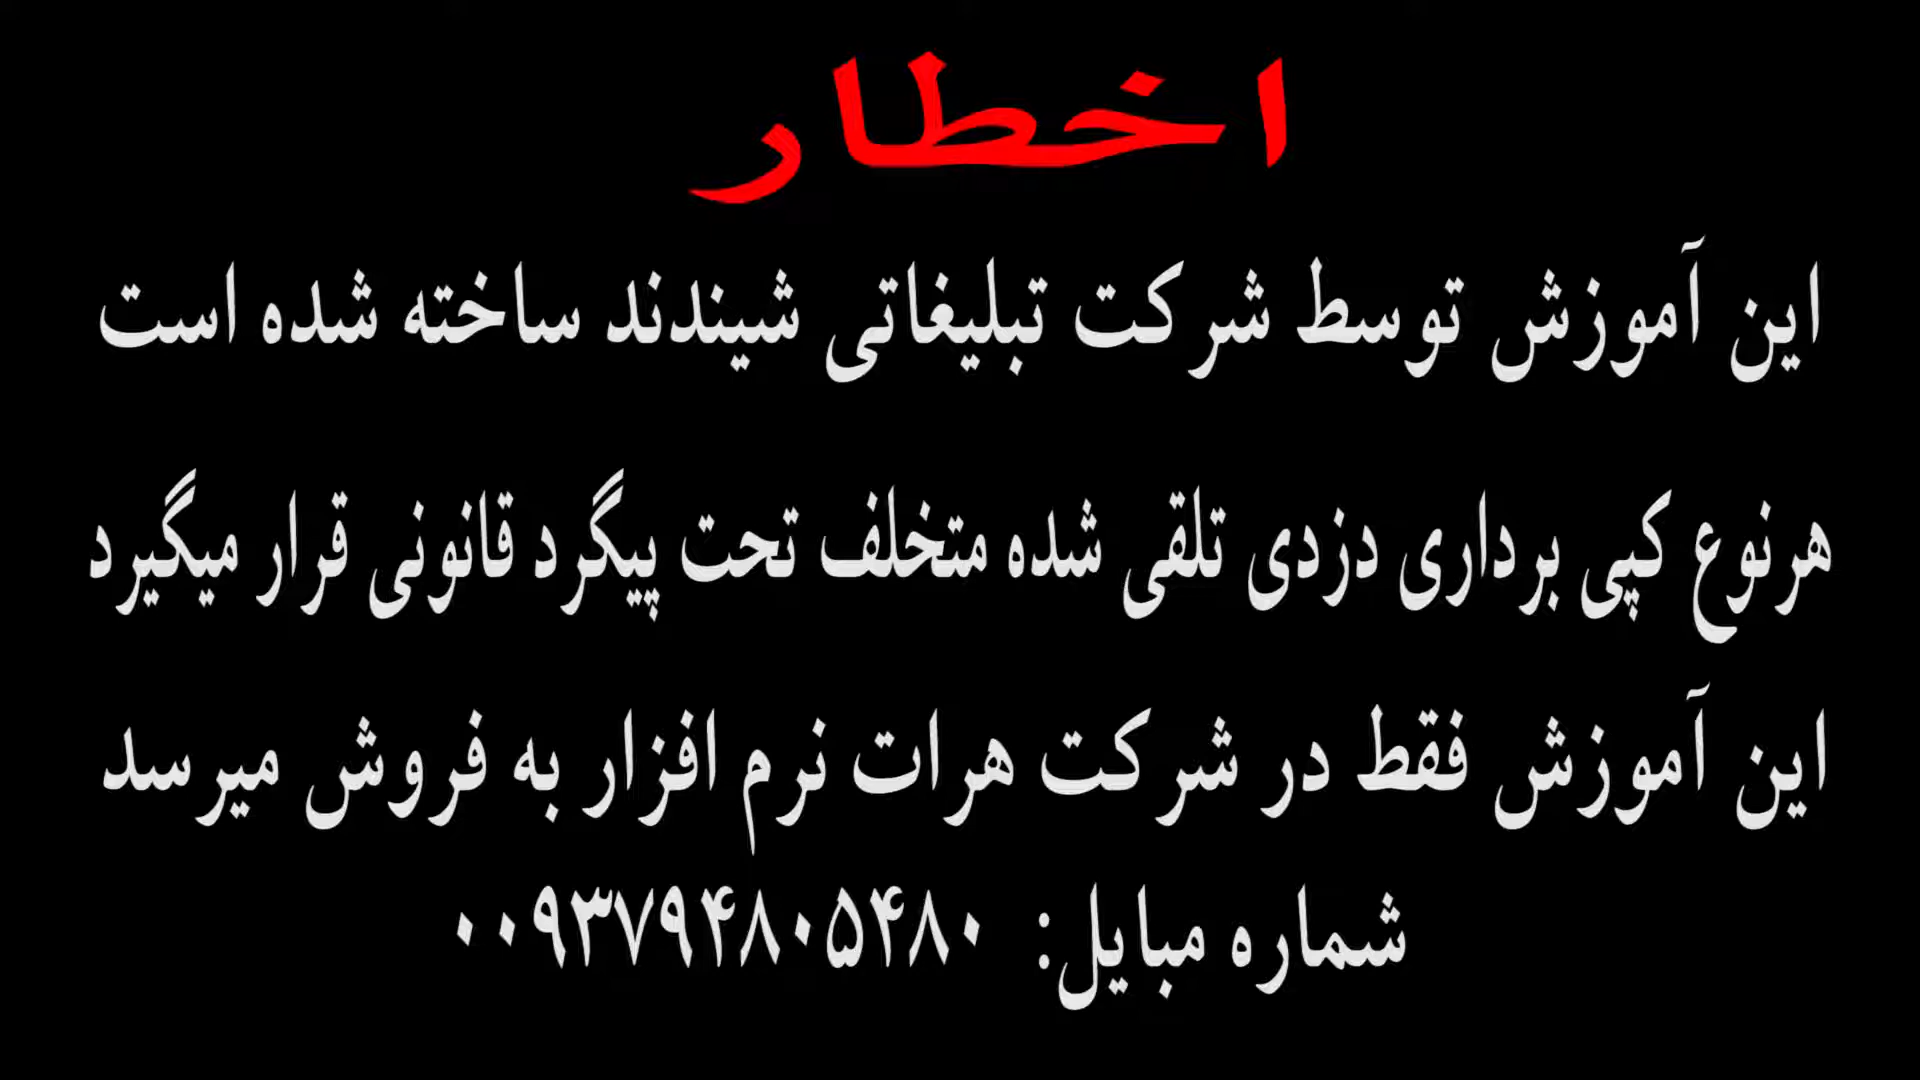 اخطار
این آموزش توسط شرکت تبلیغاتی شیندند ساخته شده است
هرنوع کپی برداری دزدی تلقی شده متخلف تحت پیگرد قانونی قرار میگیرد
این آموزش فقط در شرکت هرات نرم افزار به فروش میرسد
شماره مبایل: ۰۰۹۳۷۹۴۸۰۵۴۸۰